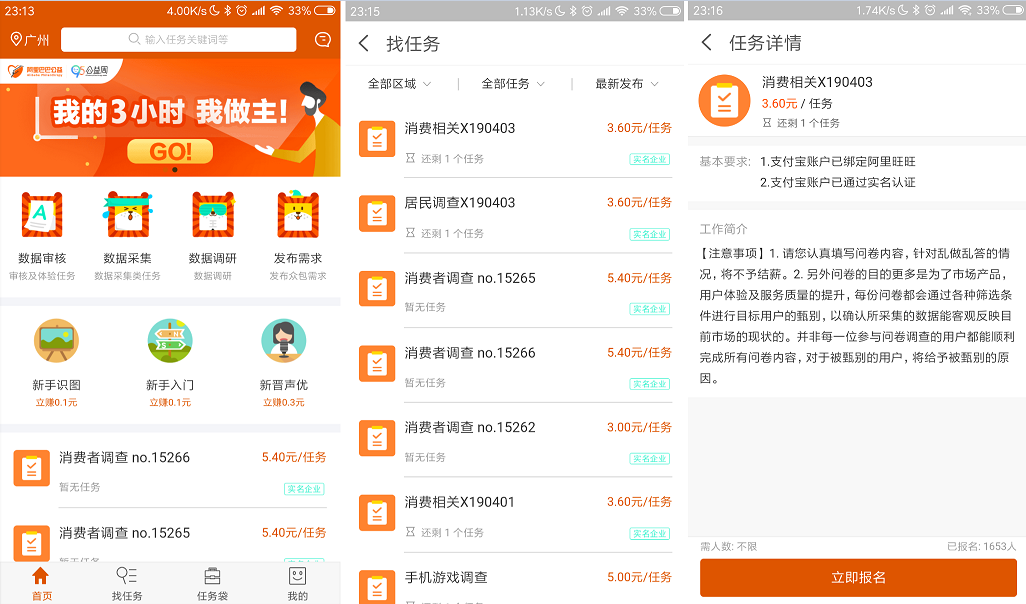 23:13
4.00K/s
33%
广州
输入任务关键词等
阿里巴巴公益
公益周
我的3小时 我做主!
GO!
数据审核
数据采集
数据调研
发布需求
审核及体验任务
数据采集类任务
数据调研
发布众包需求
新手识图
新手入门
新晋声优
立赚0.1元
立赚0.1元
立赚0.3元
消费者调查 no.15266
5.40元/任务
暂无任务
实名企业
消费者调查 no.15265
5.40元/任务
暂无任务
首页
找任务
任务袋
我的
23:15
1.13K/s
33%
找任务
全部区域
全部任务
最新发布
消费相关X190403
3.60元/任务
还剩 1 个任务
实名企业
居民调查X190403
3.60元/任务
还剩 1 个任务
实名企业
消费者调查 no.15265
5.40元/任务
暂无任务
实名企业
消费者调查 no.15266
5.40元/任务
暂无任务
实名企业
消费者调查 no.15262
3.00元/任务
暂无任务
实名企业
消费相关X190401
3.60元/任务
还剩 1 个任务
实名企业
手机游戏调查
5.00元/任务
23:16
1.74K/s
33%
任务详情
消费相关X190403
3.60元 / 任务
还剩 1 个任务
基本要求: 1.支付宝账户已绑定阿里旺旺
2.支付宝账户已通过实名认证
工作简介
【注意事项】1. 请您认真填写问卷内容，针对乱做乱答的情
况，将不予结薪。2. 另外问卷的目的更多是为了市场产品，
用户体验及服务质量的提升，每份问卷都会通过各种筛选条
件进行目标用户的甄别，以确认所采集的数据能客观反映目
前市场的现状的。并非每一位参与问卷调查的用户都能顺利
完成所有问卷内容，对于被甄别的用户，将给予被甄别的原
因。
需人数: 不限
已报名: 1653人
立即报名